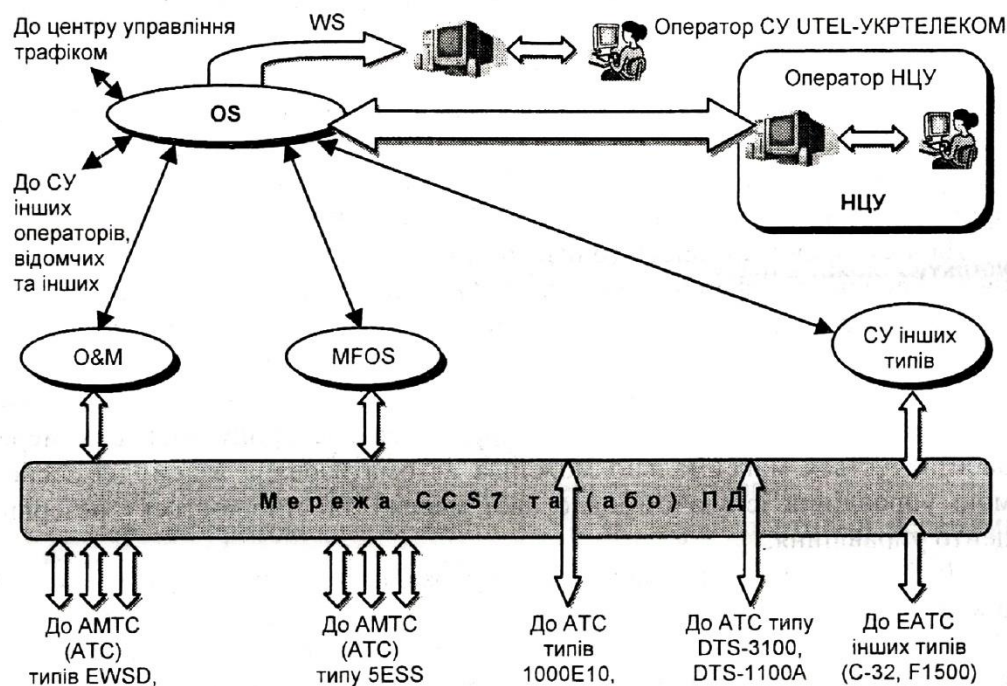 До центру управління
трафіком
WS
Оператор СУ UTEL-УКРТЕЛЕКОМ
OS
Оператор НЦУ
НЦУ
До СУ
інших
операторів,
відомчих
та інших
O&M
MFOS
СУ інших
типів
Мережа CCS7 та (або) ПД
До АМТС
(АТС)
типів EWSD,
До АМТС
(АТС)
типу 5ESS
До АТС
типів
1000E10,
До АТС типу
DTS-3100,
DTS-1100A
До ЕАТС
інших типів
(C-32, F1500)